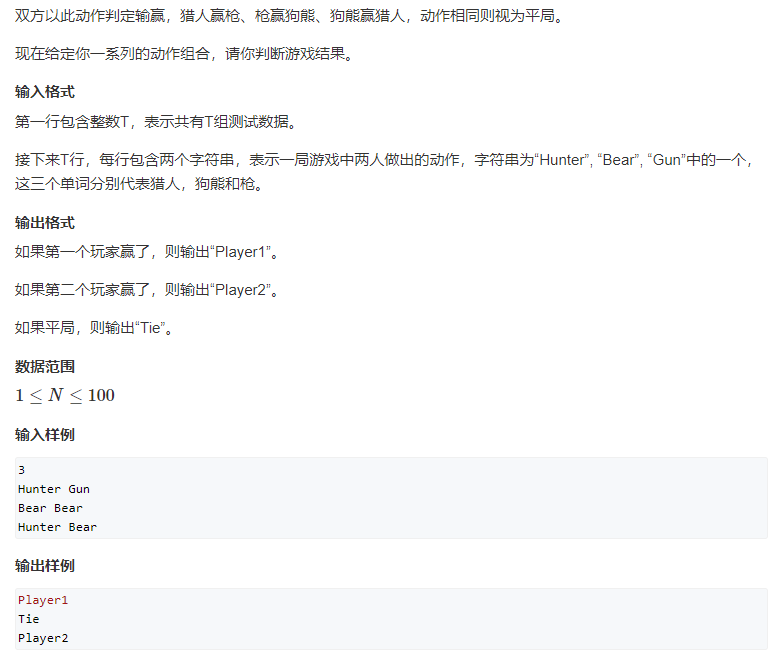 双方以此动作判定输赢，猎人赢枪、枪赢狗熊、狗熊赢猎人，动作相同则视为平局。
现在给定你一系列的动作组合，请你判断游戏结果。
输入格式
第一行包含整数T，表示共有T组测试数据。
接下来T行，每行包含两个字符串，表示一局游戏中两人做出的动作，字符串为“Hunter”, “Bear”, “Gun”中的一个，
这三个单词分别代表猎人，狗熊和枪。
输出格式
如果第一个玩家赢了，则输出“Player1”。
如果第二个玩家赢了，则输出“Player2”。
如果平局，则输出“Tie”。
数据范围
1 ≤ N ≤ 100
输入样例
3
Hunter Gun
Bear Bear
Hunter Bear
输出样例
Player1
Tie
Player2